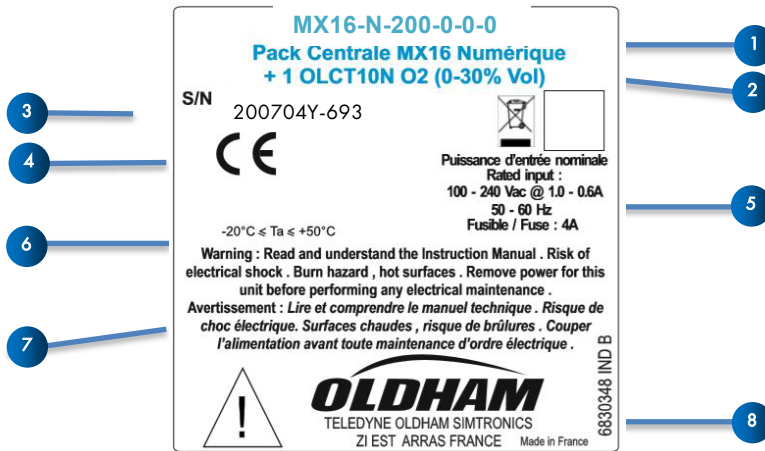 MX16-N-200-0-0-0
Pack Centrale MX16 Numérique
+ 1 OLCT10N O2 (0-30% Vol)
1
2
S/N
200704Y-693
3
CE
4
Puissance d'entrée nominale
Rated input :
100 - 240 Vac @ 1.0 - 0.6A
50 - 60 Hz
Fusible / Fuse : 4A
5
-20°C ⩽ Ta ⩽ +50°C
6
Warning : Read and understand the Instruction Manual . Risk of
electrical shock . Burn hazard , hot surfaces . Remove power for this
unit before performing any electrical maintenance .
Avertissement : Lire et comprendre le manuel technique . Risque de
choc électrique. Surfaces chaudes , risque de brûlures . Couper
l'alimentation avant toute maintenance d'ordre électrique .
7
!
OLDHAM
TELEDYNE OLDHAM SIMTRONICS
ZI EST ARRAS FRANCE
Made in France
6830348 IND B
8